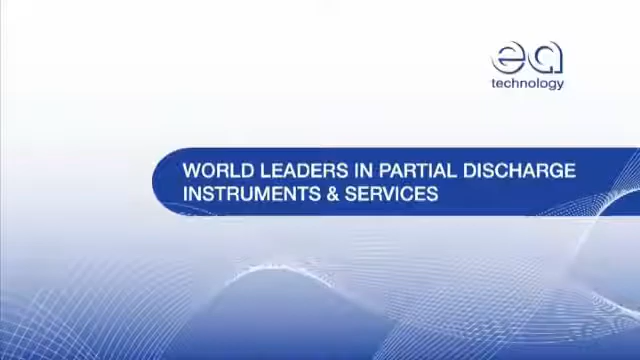 ea
technology
WORLD LEADERS IN PARTIAL DISCHARGE
INSTRUMENTS & SERVICES